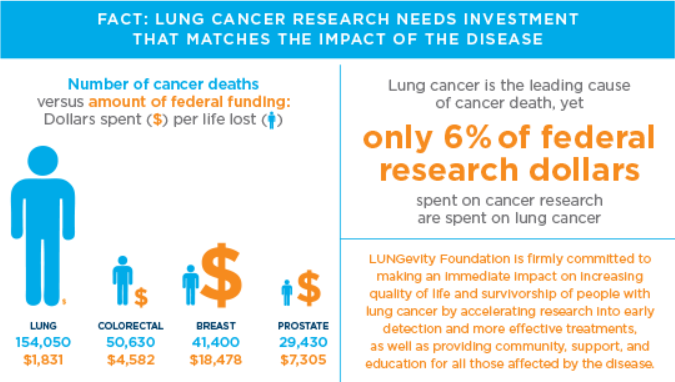 FACT: LUNG CANCER RESEARCH NEEDS INVESTMENT
THAT MATCHES THE IMPACT OF THE DISEASE
Number of cancer deaths
versus amount of federal funding:
Dollars spent ($) per life lost ( )
$
$
$
$
LUNG COLORECTAL BREAST PROSTATE
154,050 50,630 41,400 29,430
$1,831 $4,582 $18,478 $7,305
Lung cancer is the leading cause
of cancer death, yet
only 6% of federal
research dollars
spent on cancer research
are spent on lung cancer
LUNGevity Foundation is firmly committed to
making an immediate impact on increasing
quality of life and survivorship of people with
lung cancer by accelerating research into early
detection and more effective treatments,
as well as providing community, support, and
education for all those affected by the disease.